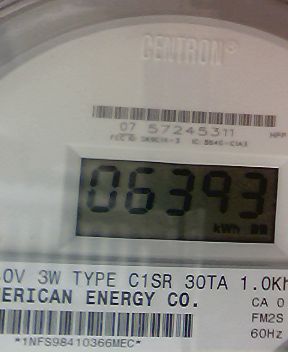 CENTRON®
07 57245311
06393
kWh
0V 3W TYPE C1SR 30TA 1.0Kh
ERICAN ENERGY CO.
CA 0
FM2S
60Hz
*1NFS98410366MEC*